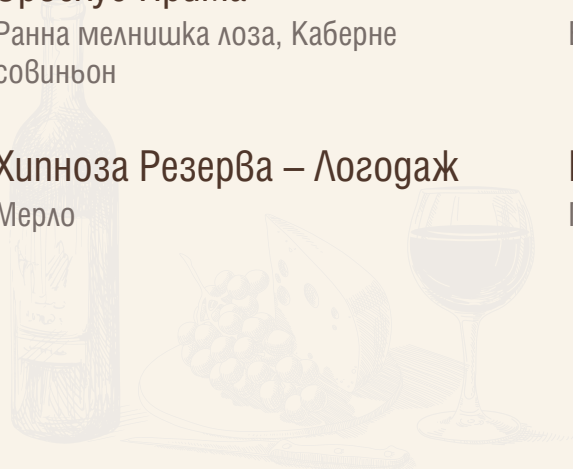 Ранна мелнишка лоза, Каберне
совиньон
Хипноза Резерва – Логодаж
Мерло